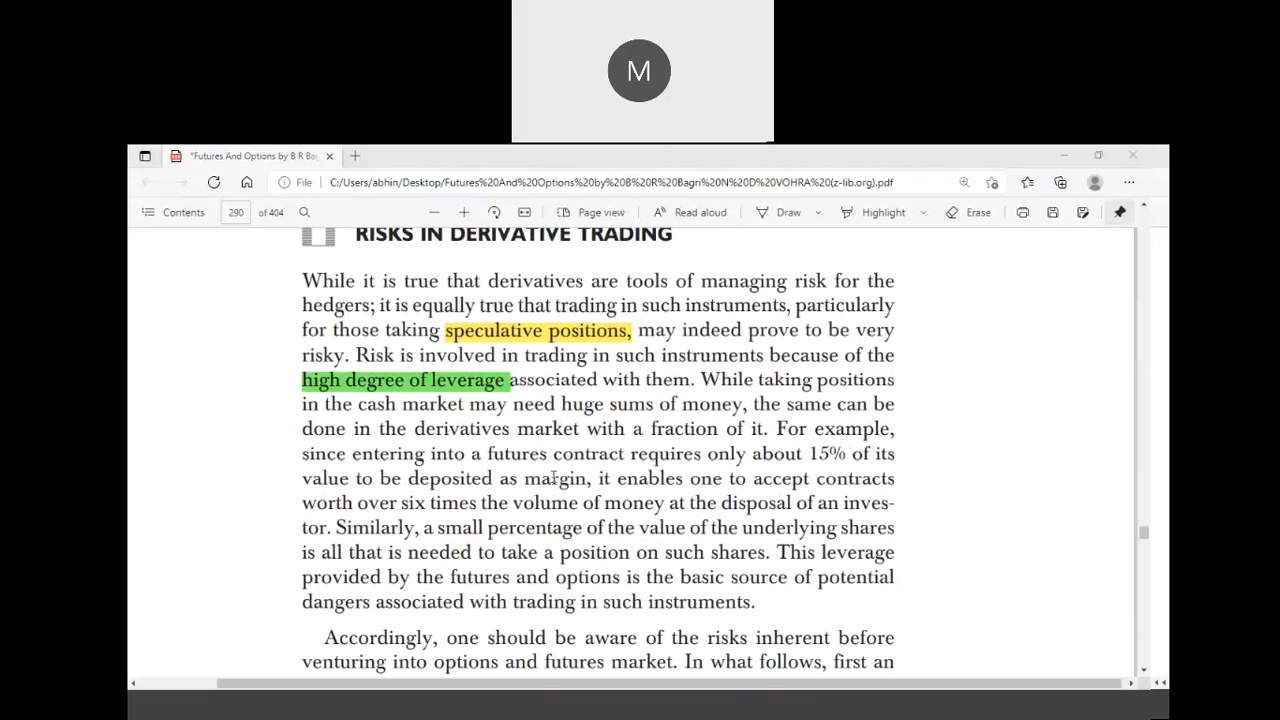 M
*Futures And Options by B R Bag
File
C:/Users/abhin/Desktop/Futures%20And%20Options%20by%20B%20R%20Bagri%20N%20D%20VOHRA%20(z-lib.org).pdf
Contents 290 of 404 Page view Read aloud Draw Highlight Erase
RISKS IN DERIVATIVE TRADING
While it is true that derivatives are tools of managing risk for the
hedgers; it is equally true that trading in such instruments, particularly
for those taking speculative positions, may indeed prove to be very
risky. Risk is involved in trading in such instruments because of the
high degree of leverage associated with them. While taking positions
in the cash market may need huge sums of money, the same can be
done in the derivatives market with a fraction of it. For example,
since entering into a futures contract requires only about 15% of its
value to be deposited as margin, it enables one to accept contracts
worth over six times the volume of money at the disposal of an inves-
tor. Similarly, a small percentage of the value of the underlying shares
is all that is needed to take a position on such shares. This leverage
provided by the futures and options is the basic source of potential
dangers associated with trading in such instruments.
Accordingly, one should be aware of the risks inherent before
venturing into options and futures market. In what follows, first an